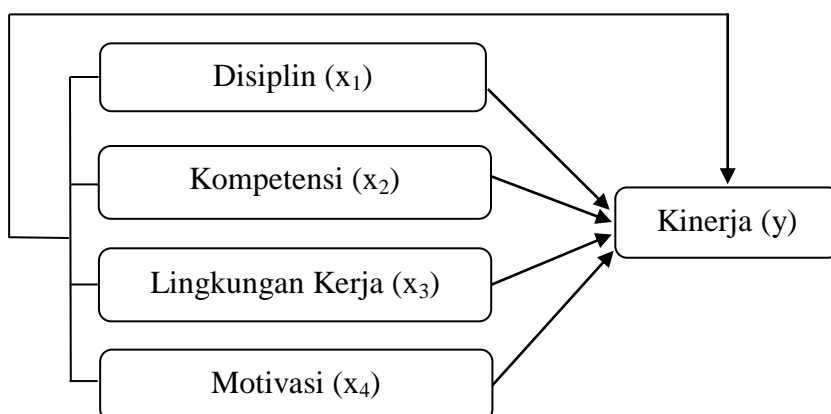 Disiplin (x₁)
Kompetensi (x₂)
Kinerja (y)
Lingkungan Kerja (x₃)
Motivasi (x₄)